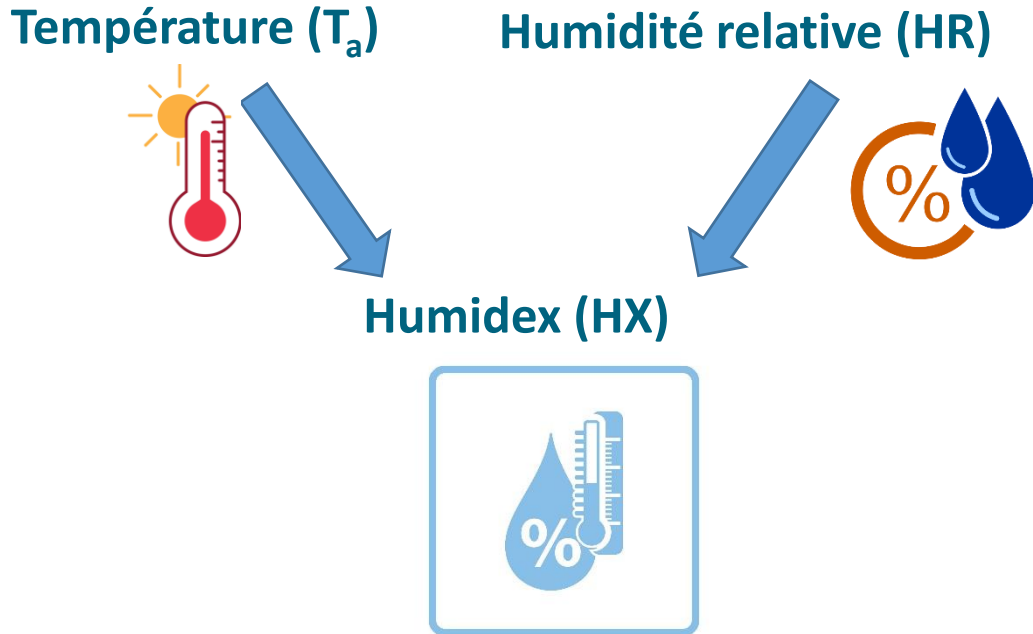 Température (Tₐ)
Humidité relative (HR)
%
Humidex (HX)
%